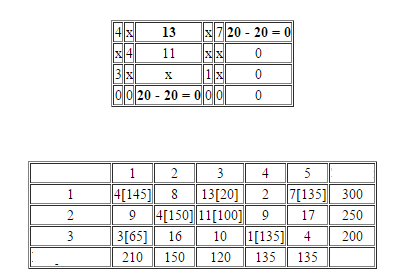 4 x 13 x 7 20 - 20 = 0
x 4 11 x x 0
3 x x 1 x 0
0 0 20 - 20 = 0 0 0 0
1 2 3 4 5
1 4[145] 8 13[20] 2 7[135] 300
2 9 4[150] 11[100] 9 17 250
3 3[65] 16 10 1[135] 4 200
210 150 120 135 135